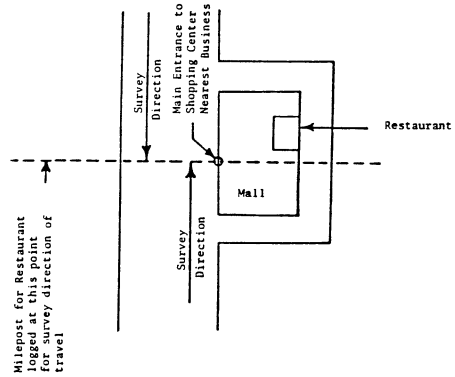 Survey
Direction
Main Entrance to
Shopping Center
Nearest Business
Restaurant
Mall
Survey
Direction
Milepost for Restaurant
logged at this point
for survey direction of
travel